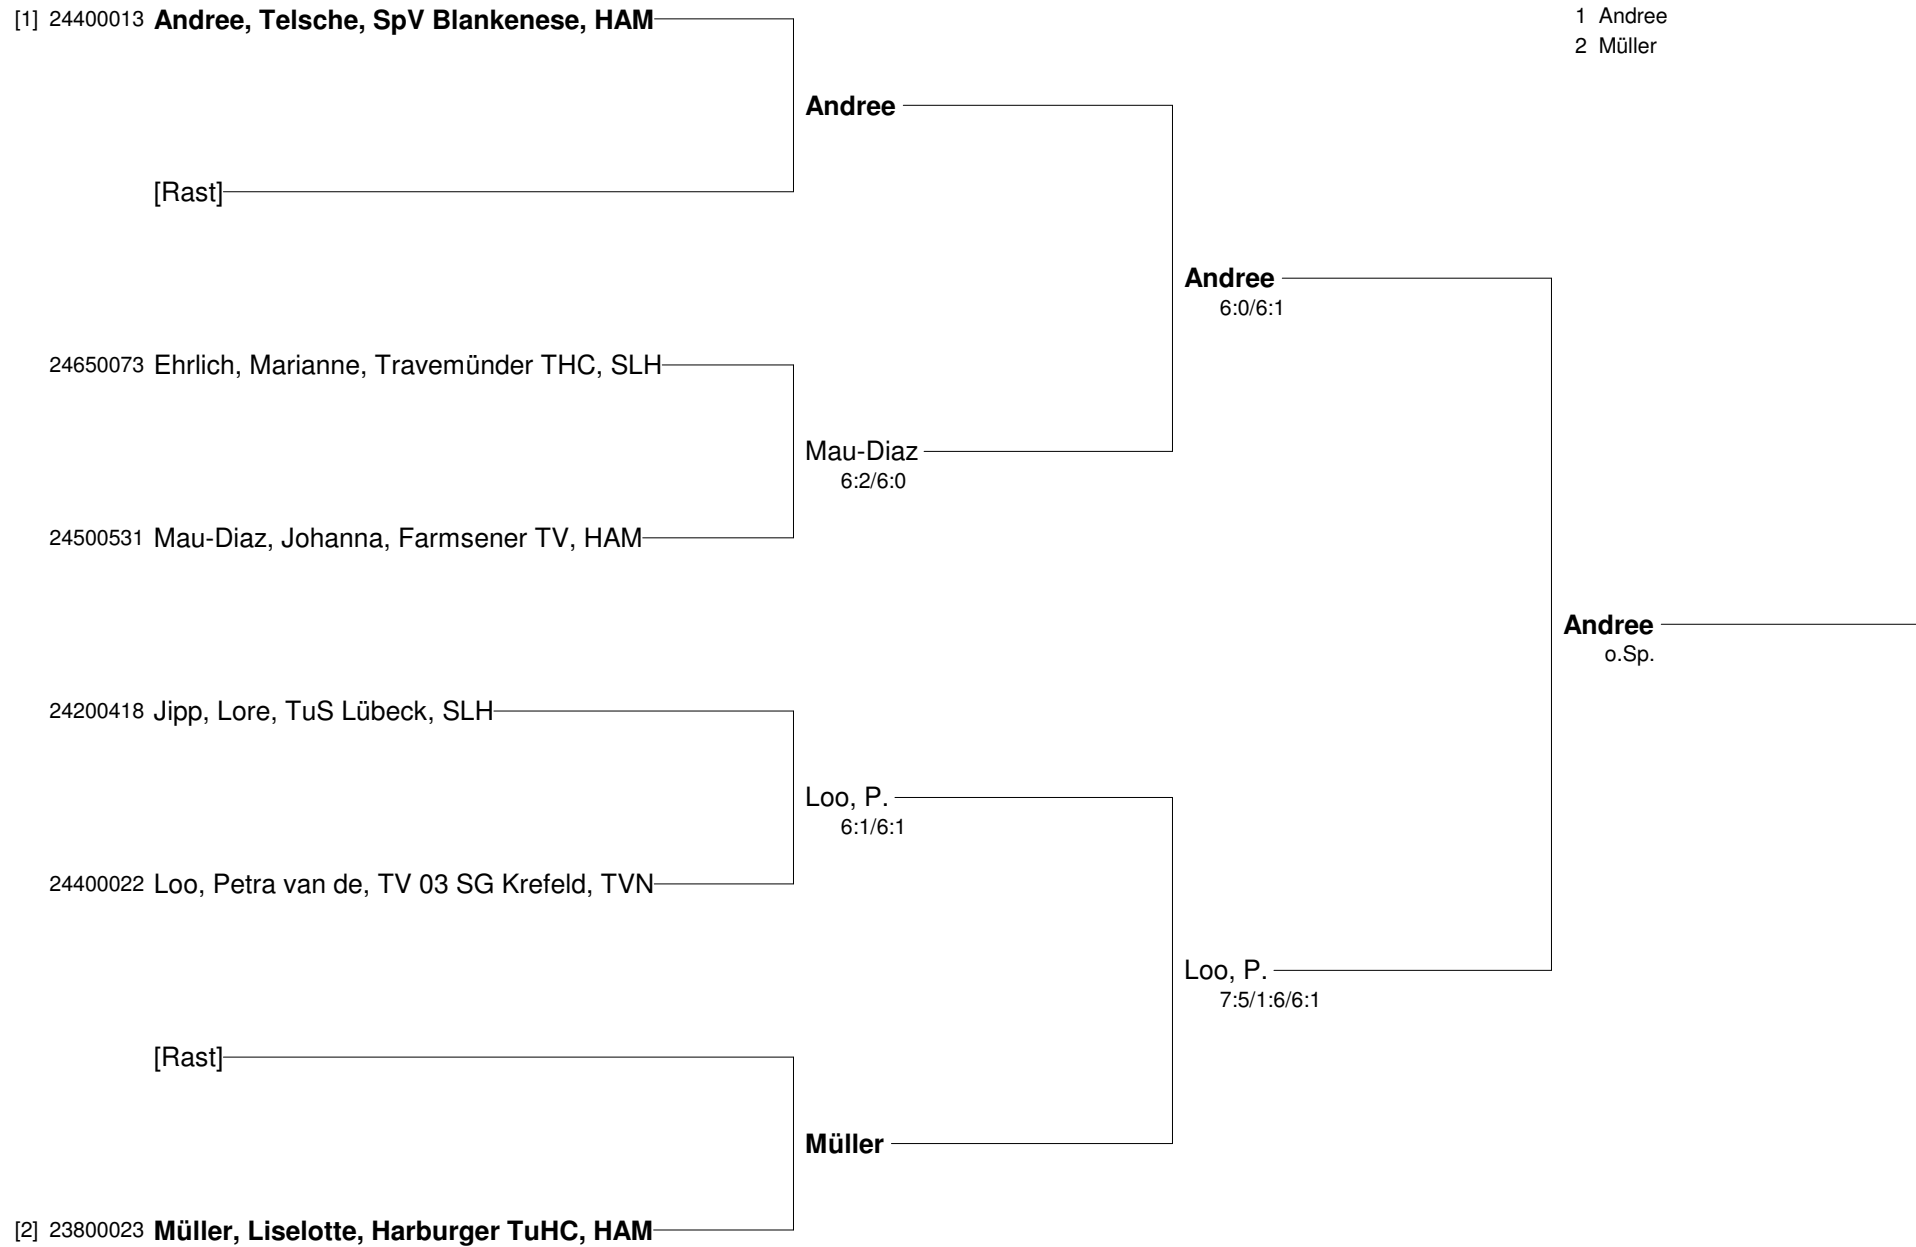 [1] 24400013 Andree, Telsche, SpV Blankenese, HAM
1 Andree
2 Müller
Andree
[Rast]
Andree
6:0/6:1
24650073 Ehrlich, Marianne, Travemünder THC, SLH
Mau-Diaz
6:2/6:0
24500531 Mau-Diaz, Johanna, Farmsener TV, HAM
Andree
o.Sp.
24200418 Jipp, Lore, TuS Lübeck, SLH
Loo, P.
6:1/6:1
24400022 Loo, Petra van de, TV 03 SG Krefeld, TVN
Loo, P.
7:5/1:6/6:1
[Rast]
Müller
[2] 23800023 Müller, Liselotte, Harburger TuHC, HAM